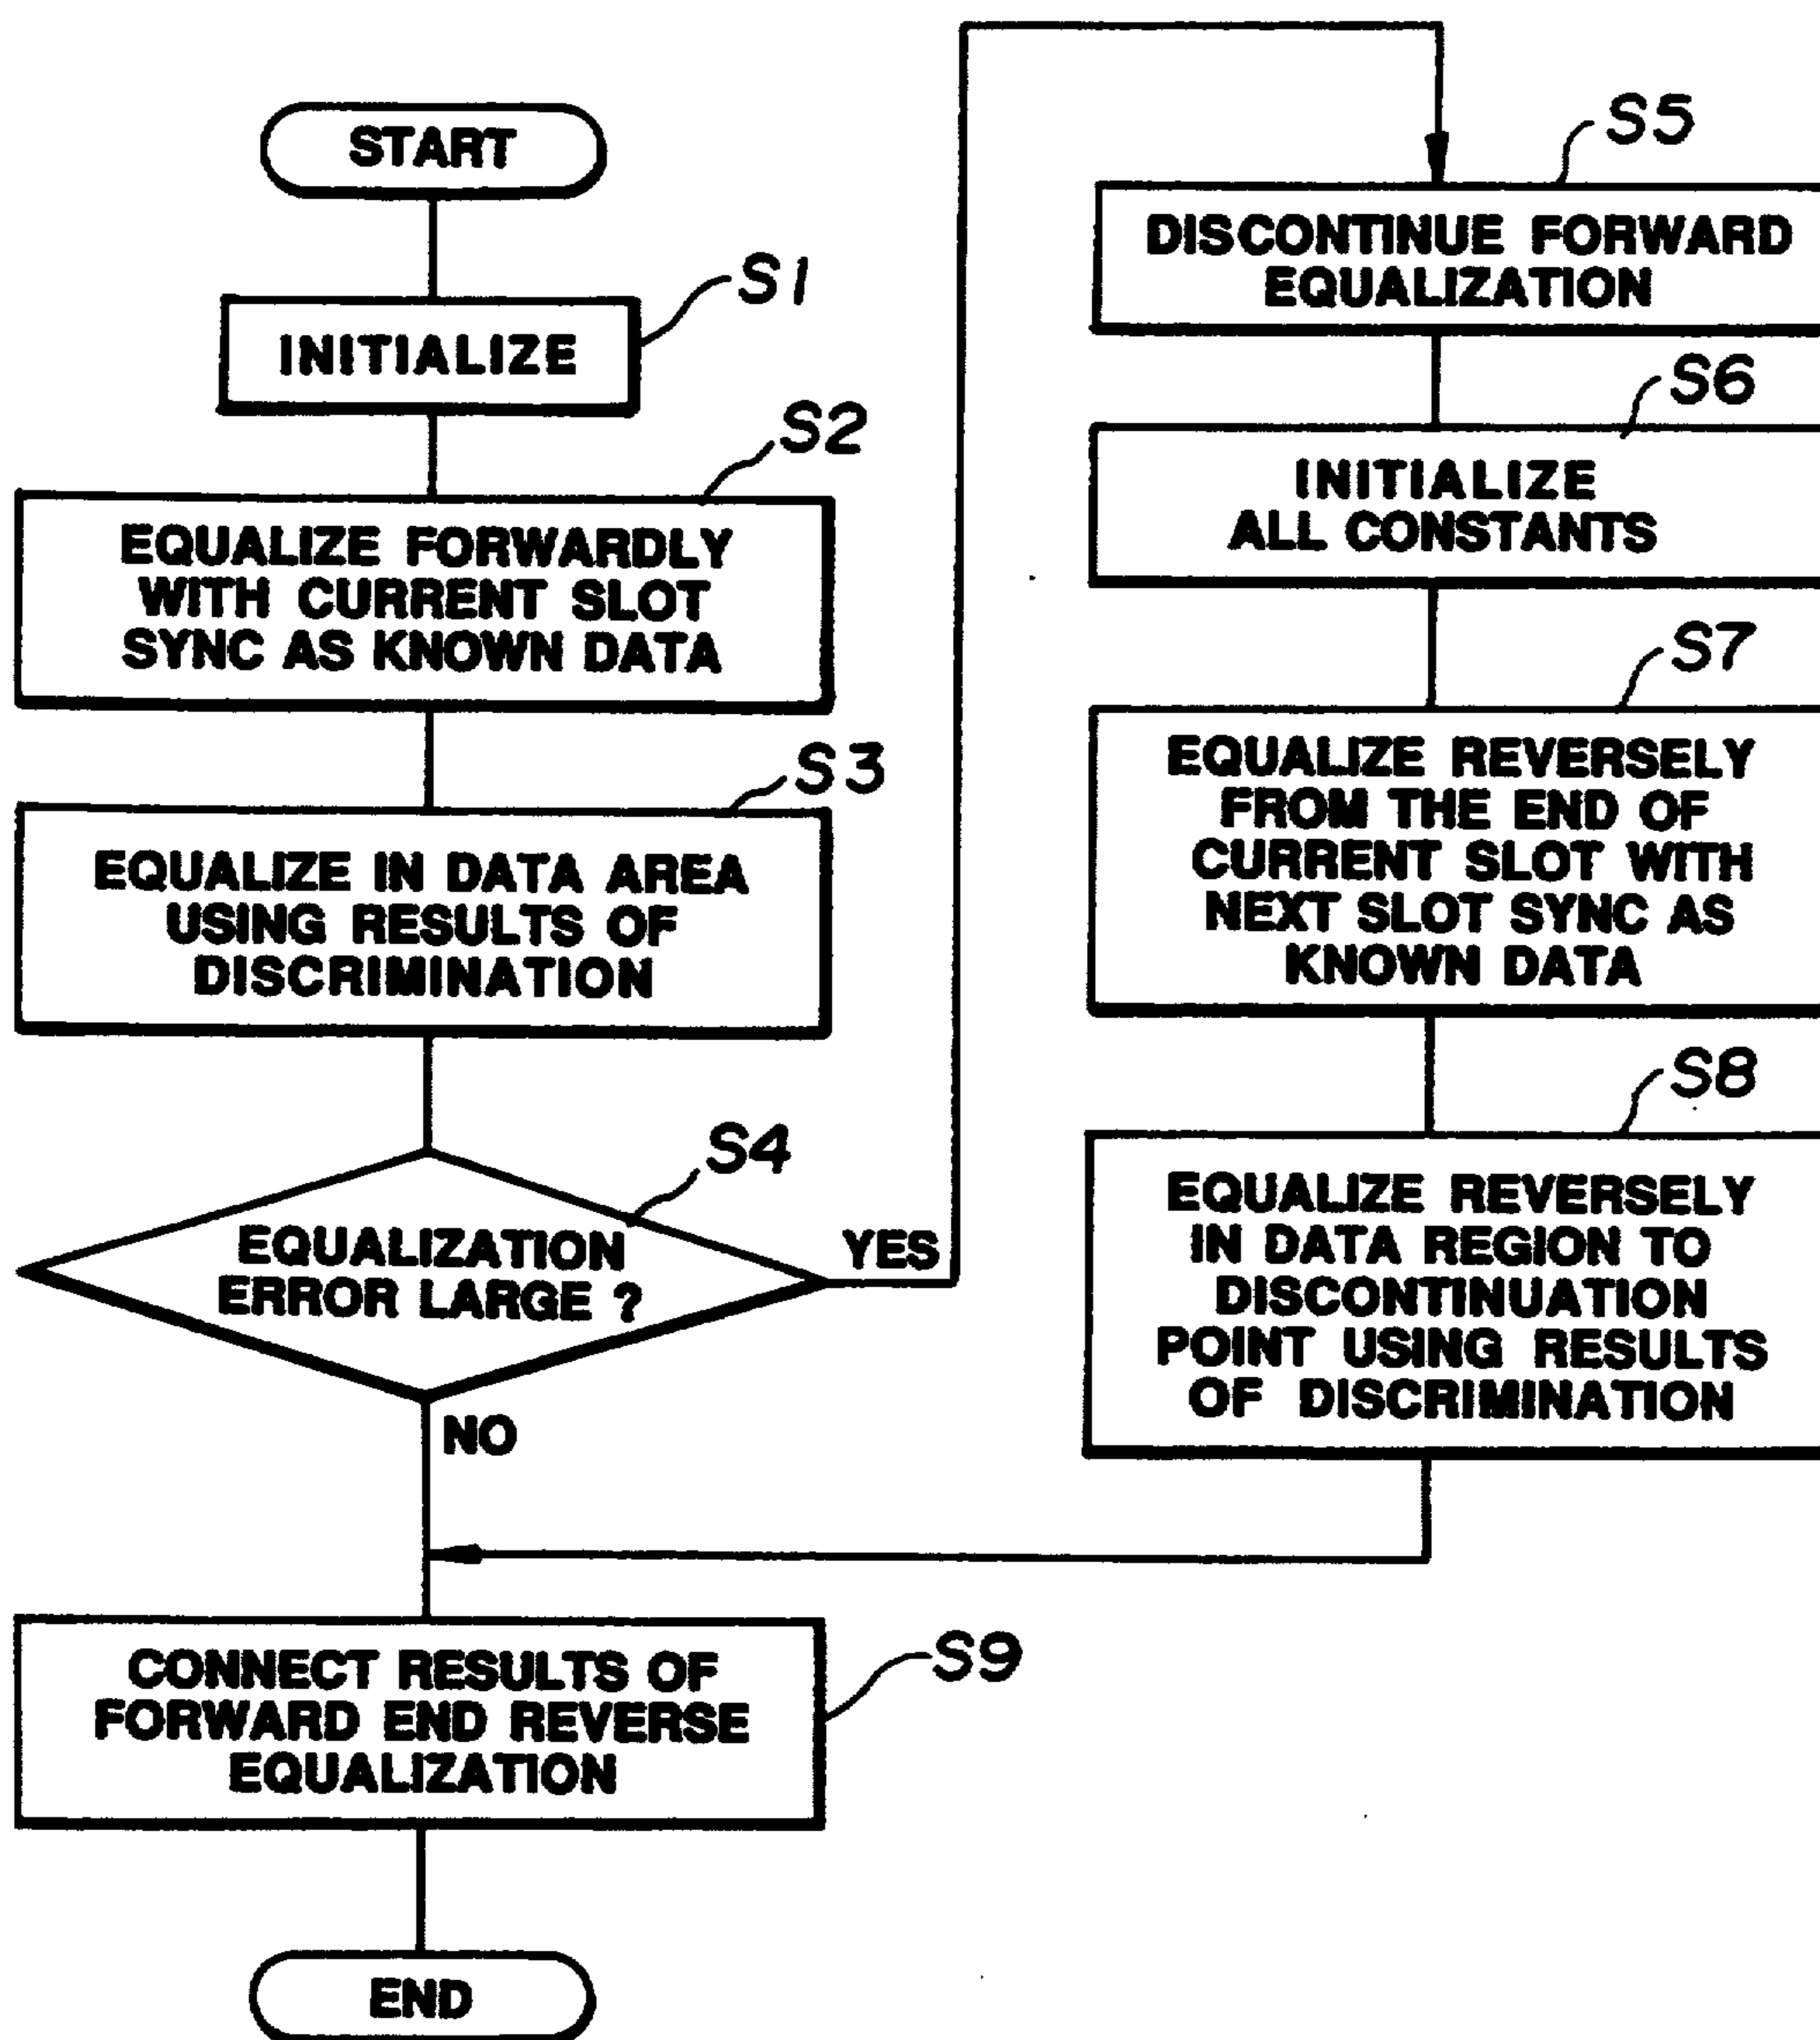 START
S1
INITIALIZE
S2
EQUALIZE FORWARDLY
WITH CURRENT SLOT
SYNC AS KNOWN DATA
S3
EQUALIZE IN DATA AREA
USING RESULTS OF
DISCRIMINATION
S4
EQUALIZATION
ERROR LARGE ?
YES
NO
S5
DISCONTINUE FORWARD
EQUALIZATION
S6
INITIALIZE
ALL CONSTANTS
S7
EQUALIZE REVERSELY
FROM THE END OF
CURRENT SLOT WITH
NEXT SLOT SYNC AS
KNOWN DATA
S8
EQUALIZE REVERSELY
IN DATA REGION TO
DISCONTINUATION
POINT USING RESULTS
OF DISCRIMINATION
S9
CONNECT RESULTS OF
FORWARD END REVERSE
EQUALIZATION
END